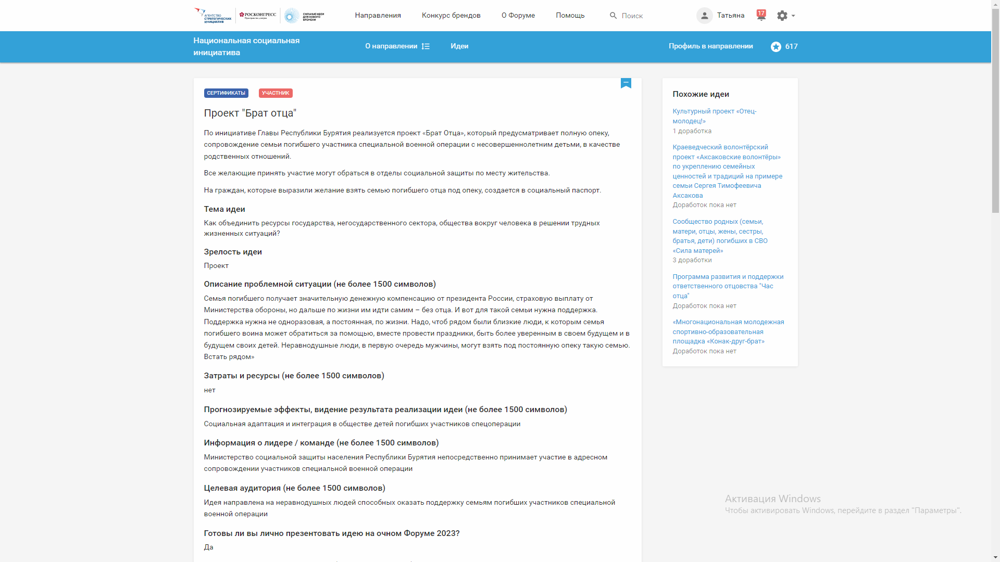 АГЕНТСТВО
СТРАТЕГИЧЕСКИХ
ИНИЦИАТИВ
РОСКОНГРЕСС
Пространство доверия
СИЛЬНЫЕ ИДЕИ
ДЛЯ НОВОГО
ВРЕМЕНИ
Направления
Конкурс брендов
О Форуме
Помощь
Поиск
Татьяна
17
Национальная социальная
инициатива
О направлении
Идеи
Профиль в направлении
617
СЕРТИФИКАТЫ
УЧАСТНИК
Проект "Брат отца"
По инициативе Главы Республики Бурятия реализуется проект «Брат Отца», который предусматривает полную опеку,
сопровождение семьи погибшего участника специальной военной операции с несовершеннолетним детьми, в качестве
родственных отношений.
Все желающие принять участие могут обраться в отделы социальной защиты по месту жительства.
На граждан, которые выразили желание взять семью погибшего отца под опеку, создается в социальный паспорт.
Тема идеи
Как объединить ресурсы государства, негосударственного сектора, общества вокруг человека в решении трудных
жизненных ситуаций?
Зрелость идеи
Проект
Описание проблемной ситуации (не более 1500 символов)
Семья погибшего получает значительную денежную компенсацию от президента России, страховую выплату от
Министерства обороны, но дальше по жизни им идти самим – без отца. И вот для такой семьи нужна поддержка.
Поддержка нужна не одноразовая, а постоянная, по жизни. Надо, чтоб рядом были близкие люди, к которым семья
погибшего воина может обратиться за помощью, вместе провести праздники, быть более уверенным в своем будущем и в
будущем своих детей. Неравнодушные люди, в первую очередь мужчины, могут взять под постоянную опеку такую семью.
Встать рядом»
Затраты и ресурсы (не более 1500 символов)
нет
Прогнозируемые эффекты, видение результата реализации идеи (не более 1500 символов)
Социальная адаптация и интеграция в обществе детей погибших участников спецоперации
Информация о лидере / команде (не более 1500 символов)
Министерство социальной защиты населения Республики Бурятия непосредственно принимает участие в адресном
сопровождении участников специальной военной операции
Целевая аудитория (не более 1500 символов)
Идея направлена на неравнодушных людей способных оказать поддержку семьям погибших участников специальной
военной операции
Готовы ли вы лично презентовать идею на очном Форуме 2023?
Да
Похожие идеи
Культурный проект «Отец-
молодец!»
1 доработка
Краеведческий волонтёрский
проект «Аксаковские волонтёры»
по укреплению семейных
ценностей и традиций на примере
семьи Сергея Тимофеевича
Аксакова
Доработок пока нет
Сообщество родных (семьи,
матери, отцы, жены, сестры,
братья, дети) погибших в СВО
«Сила матерей»
3 доработки
Программа развития и поддержки
ответственного отцовства "Час
отца"
Доработок пока нет
«Многонациональная молодежная
спортивно-образовательная
площадка «Конак-друг-брат»
Доработок пока нет
Активация Windows
Чтобы активировать Windows, перейдите в раздел "Параметры".